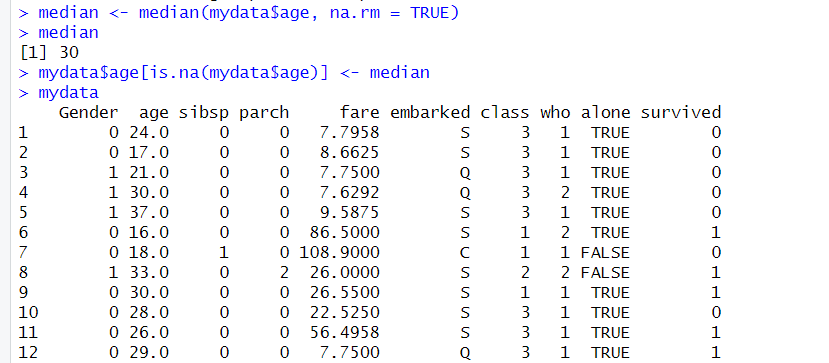 > median <- median(mydata$age, na.rm = TRUE)
> median
[1] 30
> mydata$age[is.na(mydata$age)] <- median
> mydata
   Gender  age sibsp parch     fare embarked class who alone survived
1       0 24.0     0     0   7.7958        S     3   1  TRUE        0
2       0 17.0     0     0   8.6625        S     3   1  TRUE        0
3       1 21.0     0     0   7.7500        Q     3   1  TRUE        0
4       1 30.0     0     0   7.6292        Q     3   2  TRUE        0
5       1 37.0     0     0   9.5875        S     3   1  TRUE        0
6       0 16.0     0     0  86.5000        S     1   2  TRUE        1
7       0 18.0     1     0 108.9000        C     1   1 FALSE        0
8       1 33.0     0     2  26.0000        S     2   2 FALSE        1
9       0 30.0     0     0  26.5500        S     1   1  TRUE        1
10      0 28.0     0     0  22.5250        S     3   1  TRUE        0
11      0 26.0     0     0  56.4958        S     3   1  TRUE        1
12      0 29.0     0     0   7.7500        Q     3   1  TRUE        1